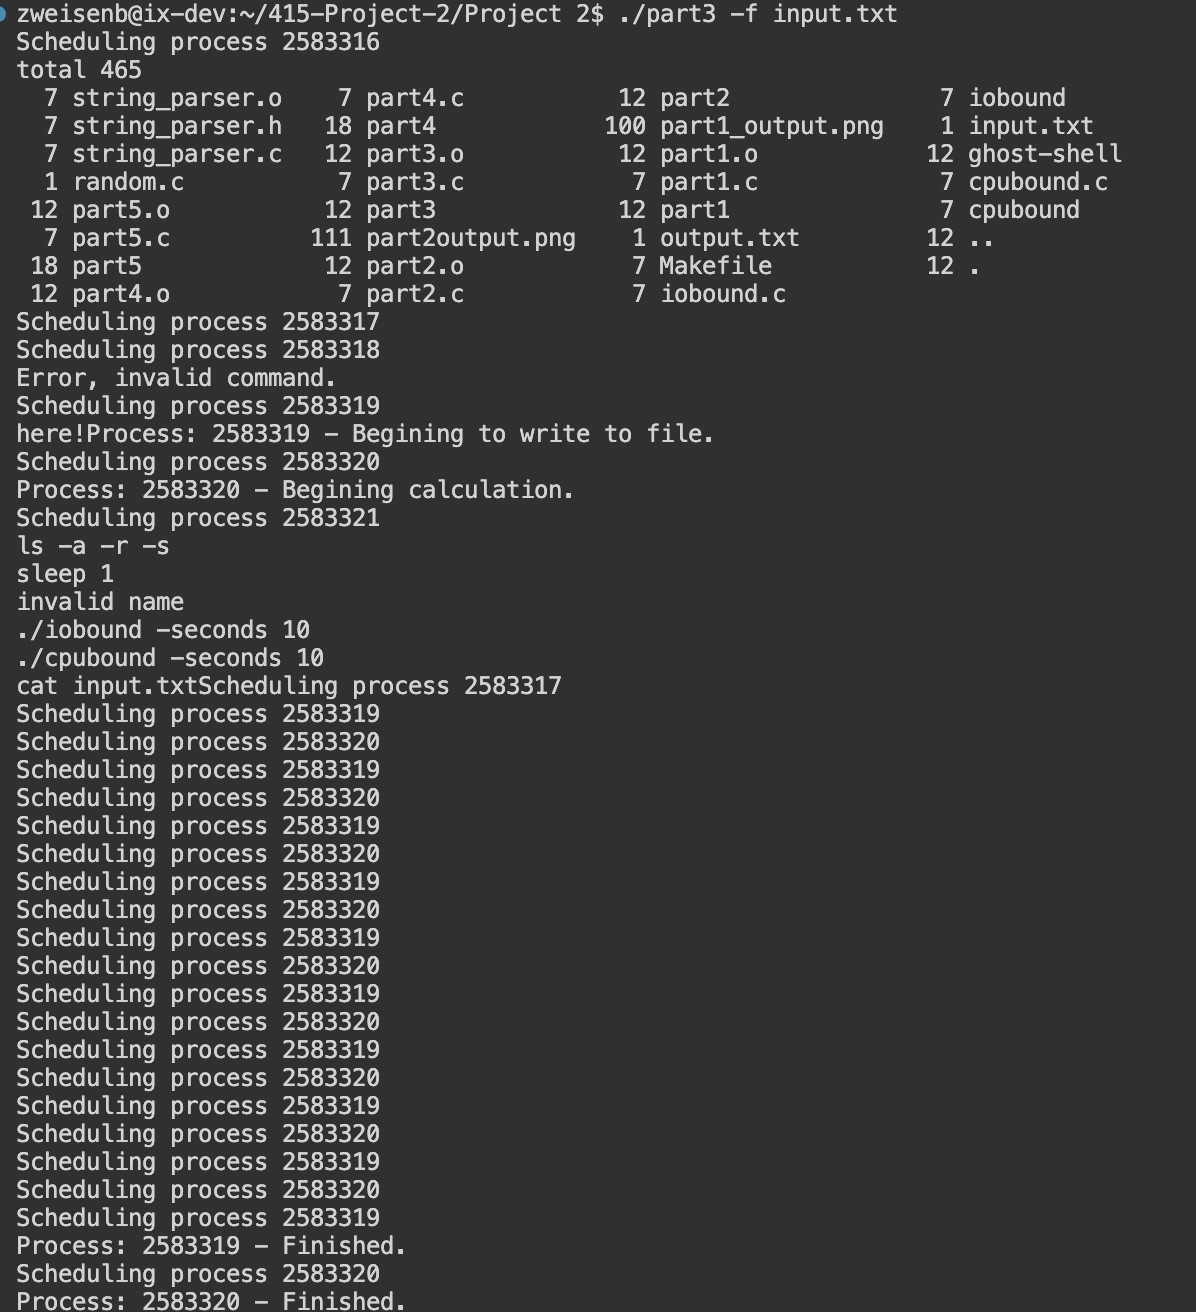 zweisenb@ix-dev:~/415-Project-2/Project 2$ ./part3 -f input.txt
Scheduling process 2583316
total 465
  7 string_parser.o    7 part4.c           12 part2               7 iobound
  7 string_parser.h   18 part4            100 part1_output.png    1 input.txt
  7 string_parser.c   12 part3.o           12 part1.o            12 ghost-shell
  1 random.c           7 part3.c            7 part1.c             7 cpubound.c
 12 part5.o           12 part3             12 part1               7 cpubound
  7 part5.c          111 part2output.png    1 output.txt         12 ..
 18 part5             12 part2.o            7 Makefile           12 .
 12 part4.o            7 part2.c            7 iobound.c
Scheduling process 2583317
Scheduling process 2583318
Error, invalid command.
Scheduling process 2583319
here!Process: 2583319 - Begining to write to file.
Scheduling process 2583320
Process: 2583320 - Begining calculation.
Scheduling process 2583321
ls -a -r -s
sleep 1
invalid name
./iobound -seconds 10
./cpubound -seconds 10
cat input.txtScheduling process 2583317
Scheduling process 2583319
Scheduling process 2583320
Scheduling process 2583319
Scheduling process 2583320
Scheduling process 2583319
Scheduling process 2583320
Scheduling process 2583319
Scheduling process 2583320
Scheduling process 2583319
Scheduling process 2583320
Scheduling process 2583319
Scheduling process 2583320
Scheduling process 2583319
Scheduling process 2583320
Scheduling process 2583319
Scheduling process 2583320
Scheduling process 2583319
Scheduling process 2583320
Scheduling process 2583319
Process: 2583319 - Finished.
Scheduling process 2583320
Process: 2583320 - Finished.